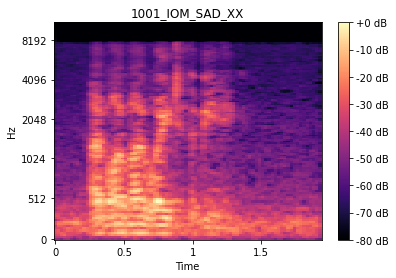 1001_IOM_SAD_XX
+0 dB
8192
-10 dB
4096
-20 dB
-30 dB
2048
-40 dB
Hz
1024
-50 dB
512
-60 dB
-70 dB
0
-80 dB
0 0.5 1 1.5
Time